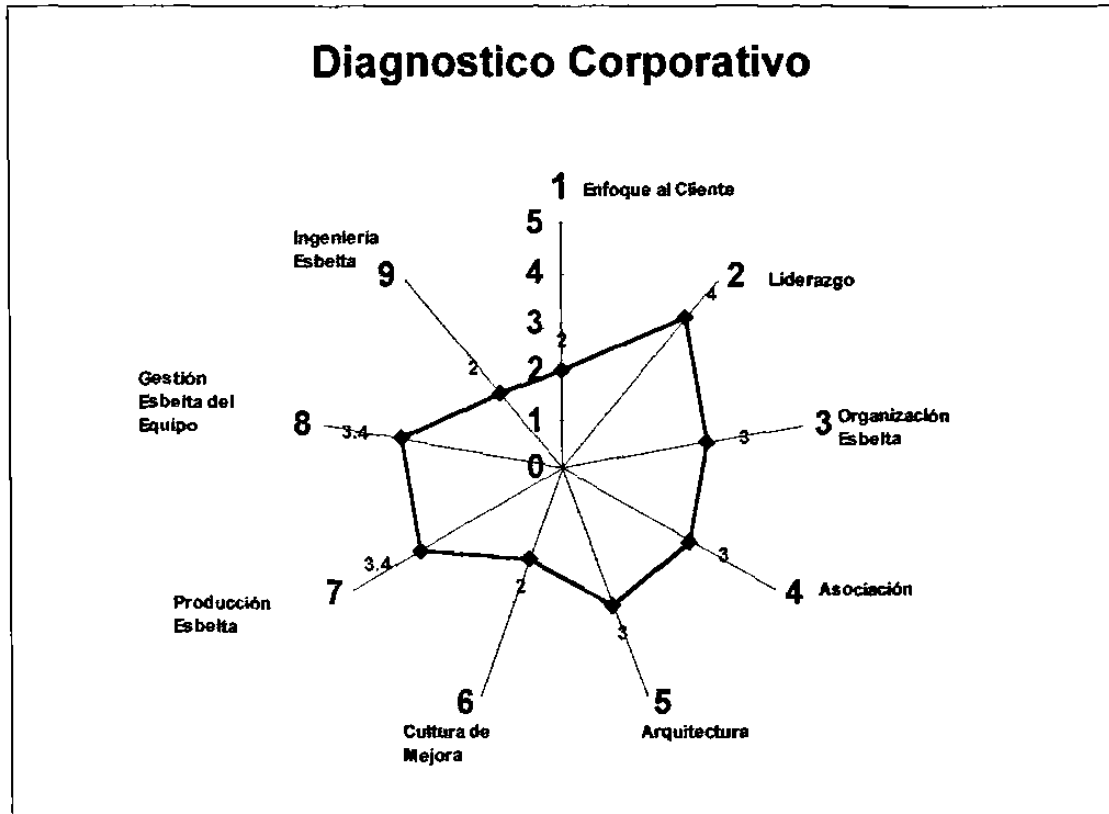 Diagnostico Corporativo
1 Enfoque al Cliente
5
4
3
2
2
1
0
2 Liderazgo
4
3 Organización
Esbelta
3
4 Asociación
3
5
Arquitectura
3
6
Cultura de
Mejora
2
7
Producción
Esbelta
3.4
8
Gestión
Esbelta del
Equipo
3.4
9
Ingeniería
Esbelta
2